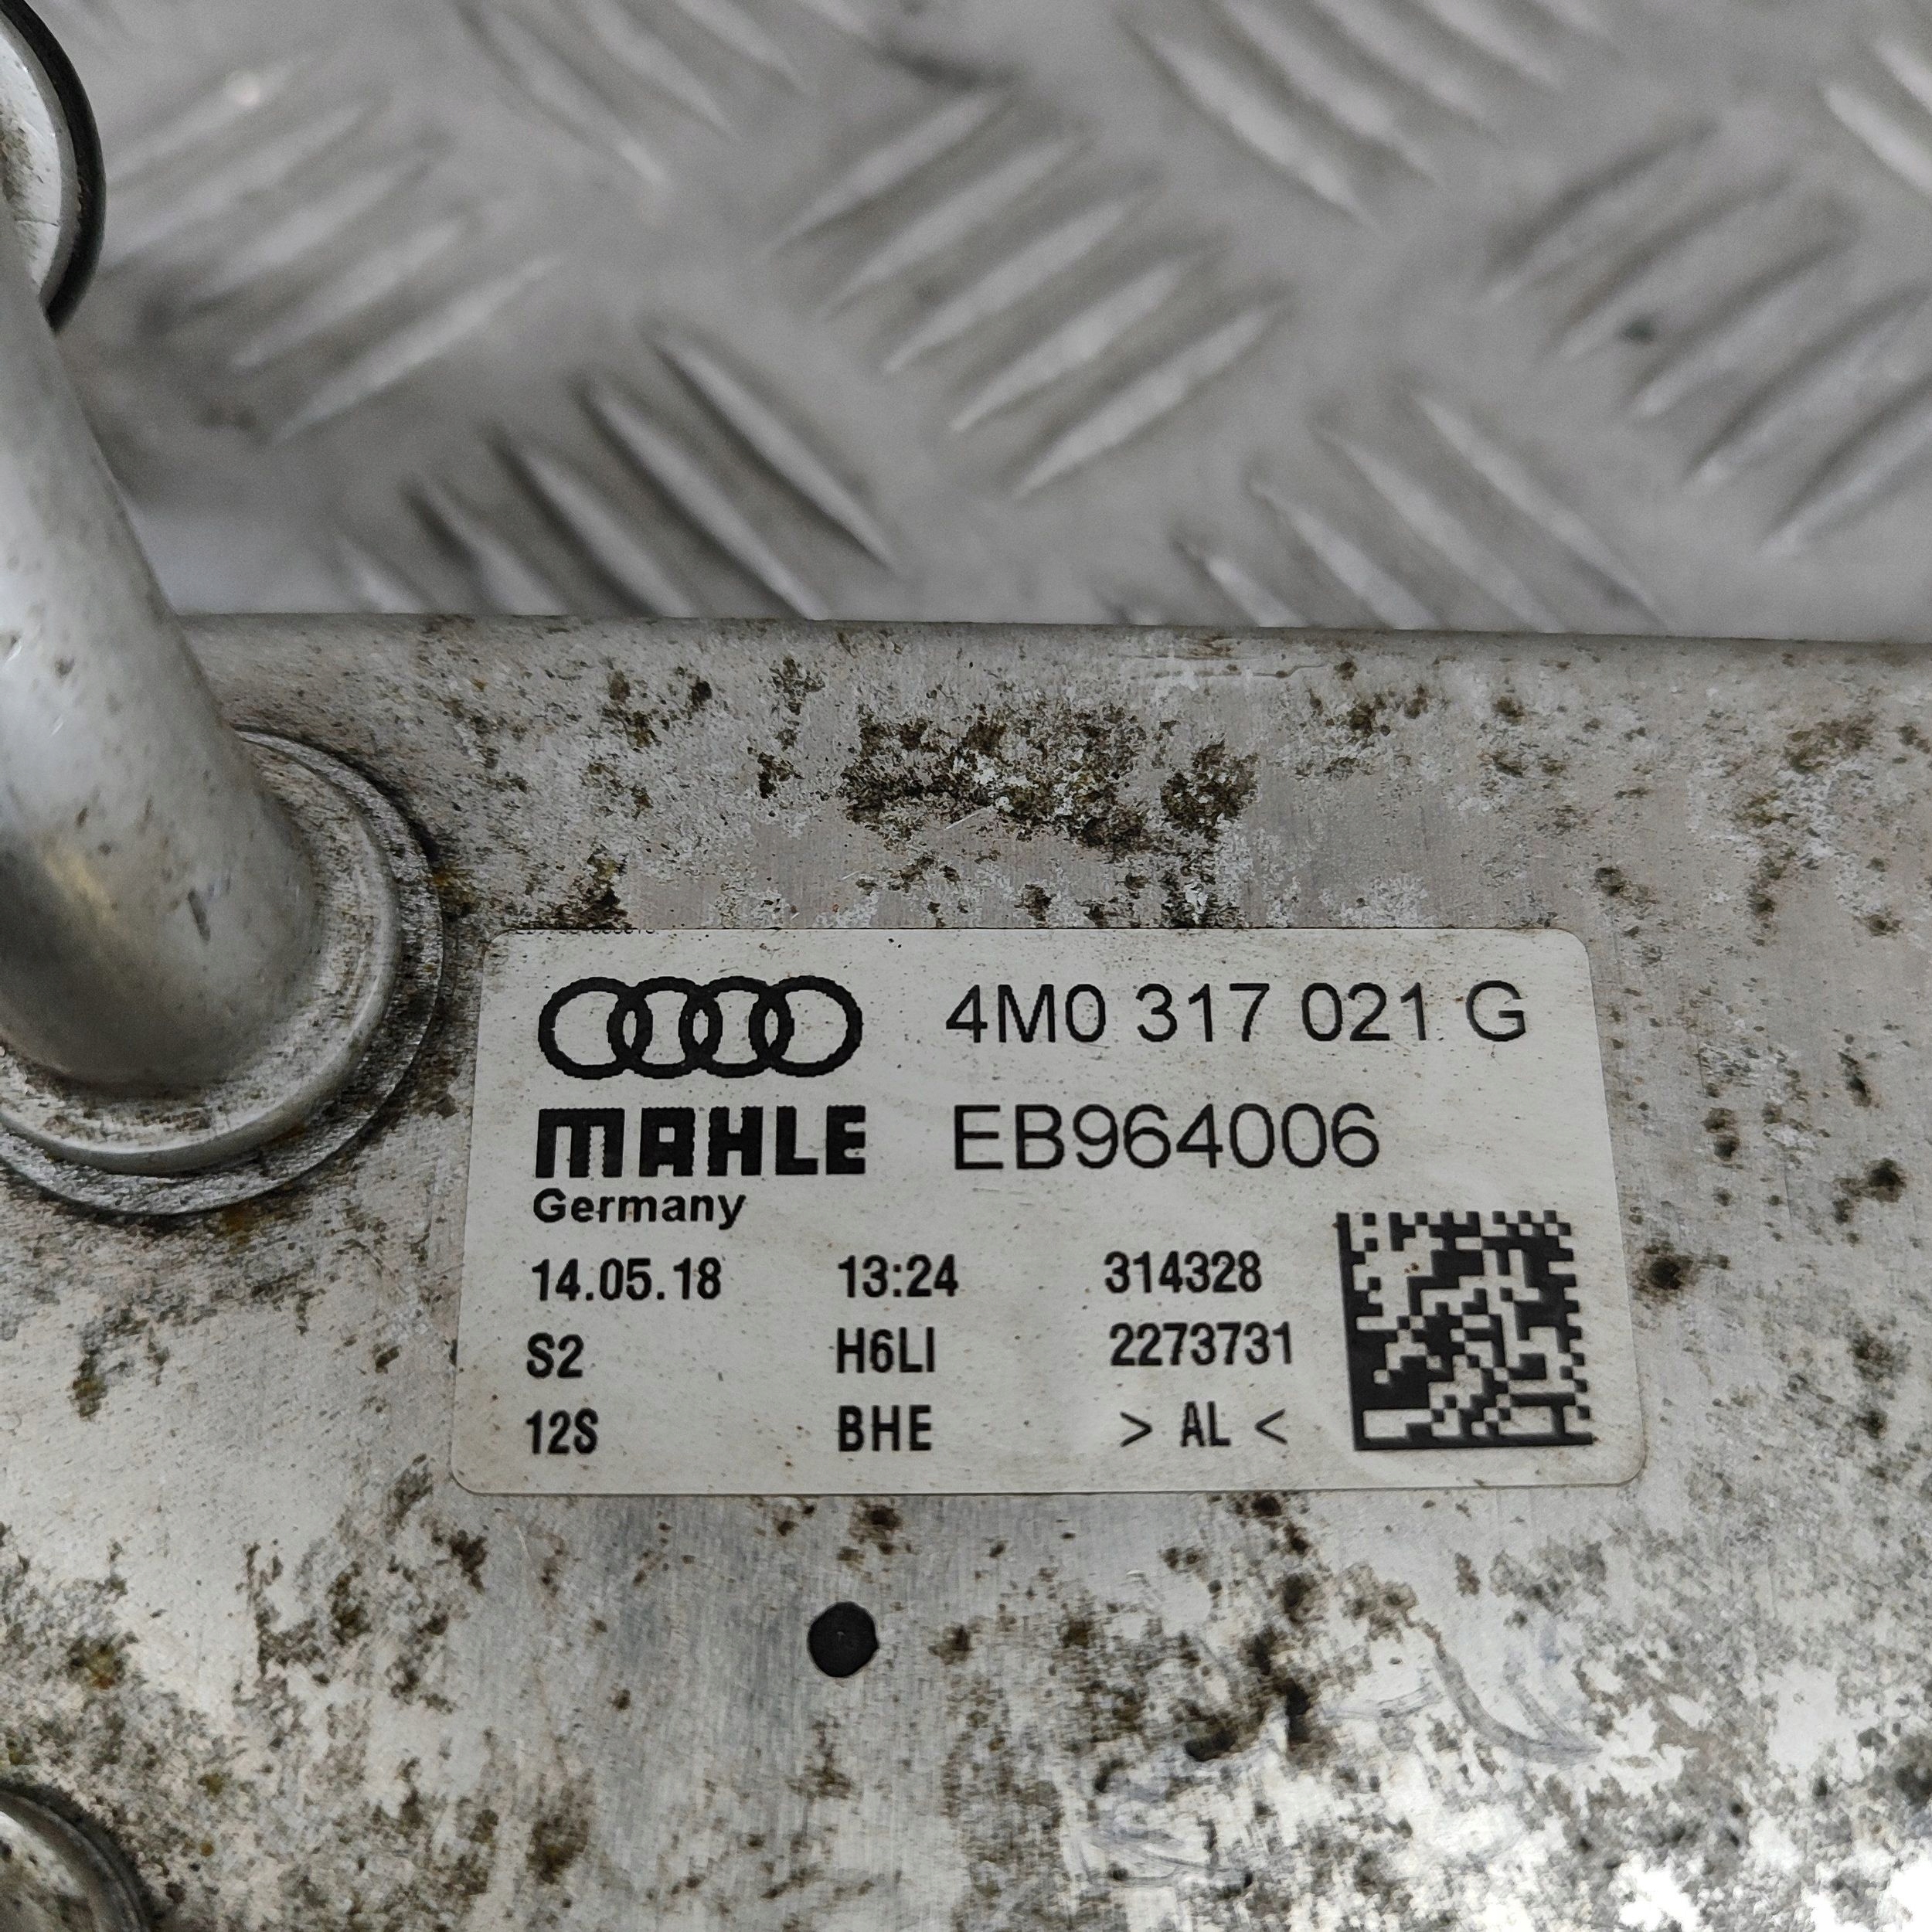 4M0 317 021 G
MAHLE EB964006
Germany
14.05.18 13:24 314328
S2 H6LI 2273731
12S BHE > AL <